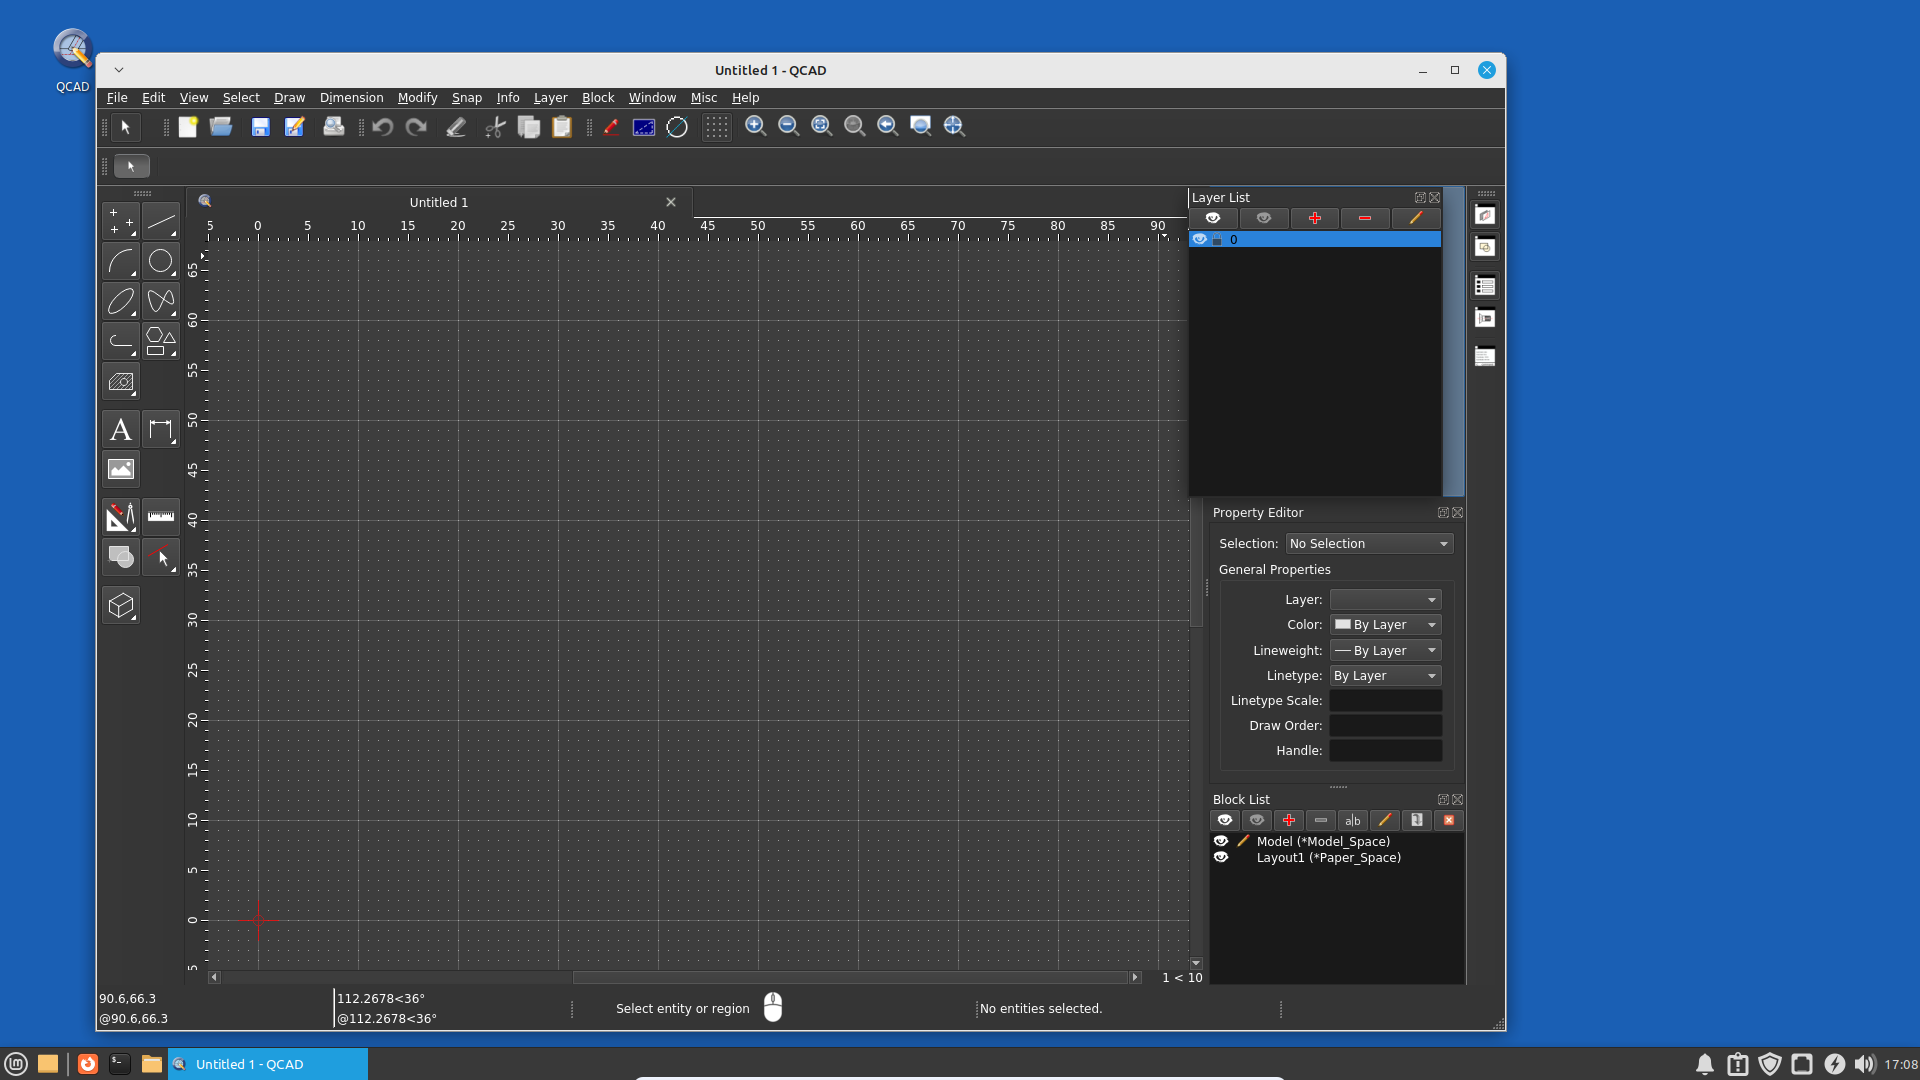 QCAD
Untitled 1 - QCAD
File Edit View Select Draw Dimension Modify Snap Info Layer Block Window Misc Help
Untitled 1
5 0 5 10 15 20 25 30 35 40 45 50 55 60 65 70 75 80 85 90
65
60
55
50
45
40
35
30
25
20
15
10
5
0
5
Layer List
0
Property Editor
Selection: No Selection
General Properties
Layer:
Color: By Layer
Lineweight: By Layer
Linetype: By Layer
Linetype Scale:
Draw Order:
Handle:
Block List
a|b
Model (*Model_Space)
Layout1 (*Paper_Space)
1 < 10
90.6,66.3
@90.6,66.3
112.2678<36°
@112.2678<36°
Select entity or region
No entities selected.
Untitled 1 - QCAD
17:08